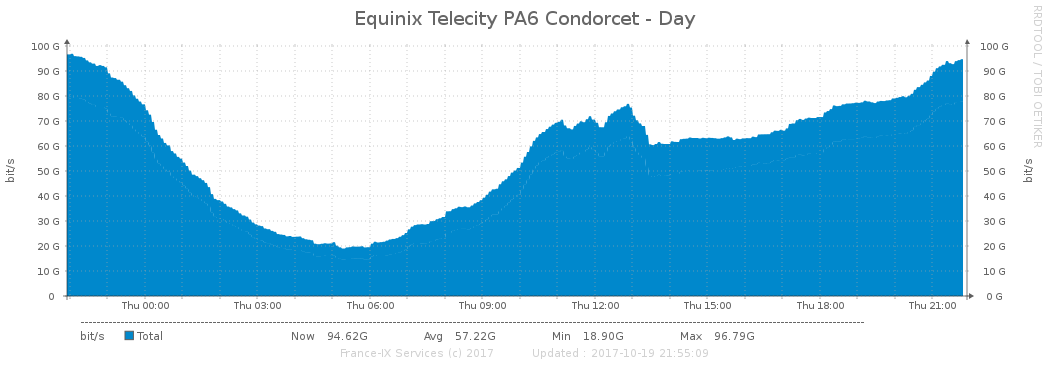 Equinix Telecity PA6 Condorcet - Day
RRDTOOL / TOBI OETIKER
100 G 100 G
90 G 90 G
80 G 80 G
70 G 70 G
60 G 60 G
50 G 50 G
40 G 40 G
30 G 30 G
20 G 20 G
10 G 10 G
0 0 G
bit/s bit/s
Thu 00:00 Thu 03:00 Thu 06:00 Thu 09:00 Thu 12:00 Thu 15:00 Thu 18:00 Thu 21:00
bit/s Total Now 94.62G Avg 57.22G Min 18.90G Max 96.79G
France-IX Services (c) 2017 Updated : 2017-10-19 21:55:09